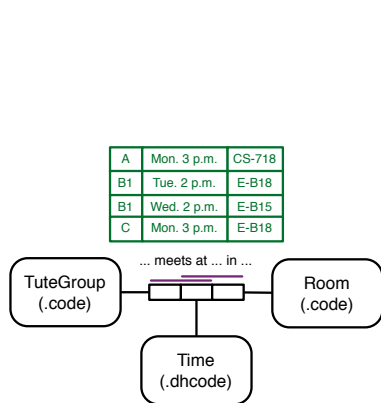 A Mon. 3 p.m. CS-718
B1 Tue. 2 p.m. E-B18
B1 Wed. 2 p.m. E-B15
C Mon. 3 p.m. E-B18
... meets at ... in ...
TuteGroup
(.code)
Room
(.code)
Time
(.dhcode)